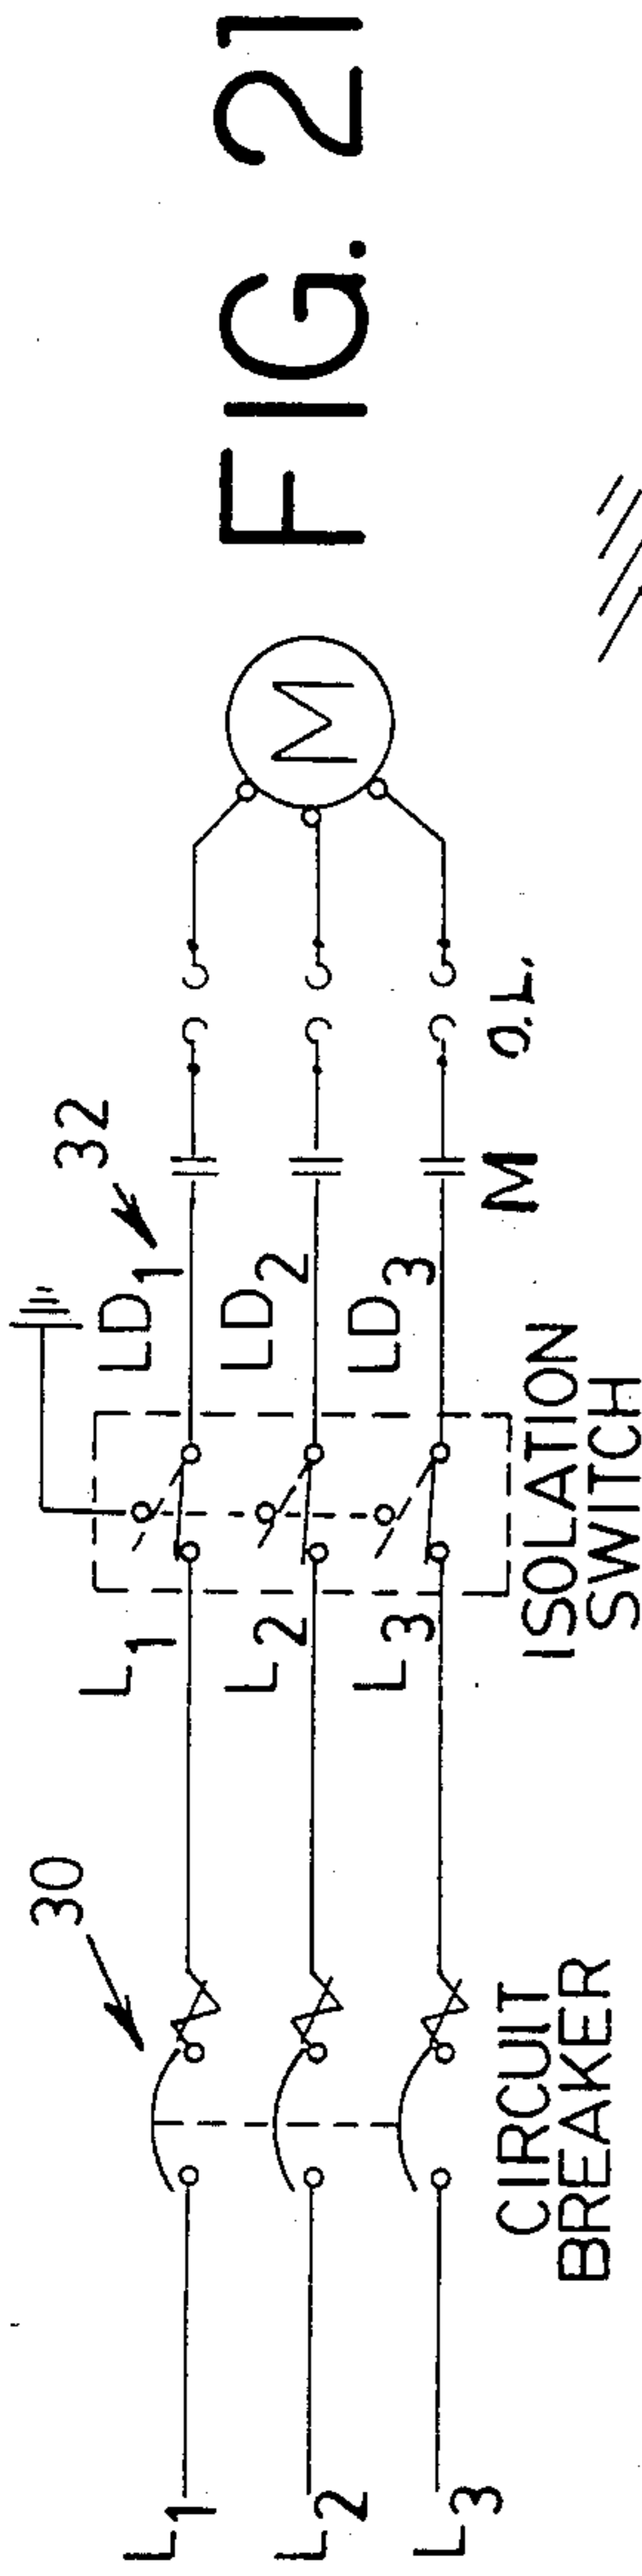 FIG. 21
30
32
L1
L2
L3
CIRCUIT
BREAKER
L1
L2
L3
ISOLATION
SWITCH
LD1
LD2
LD3
M
O.L.
M